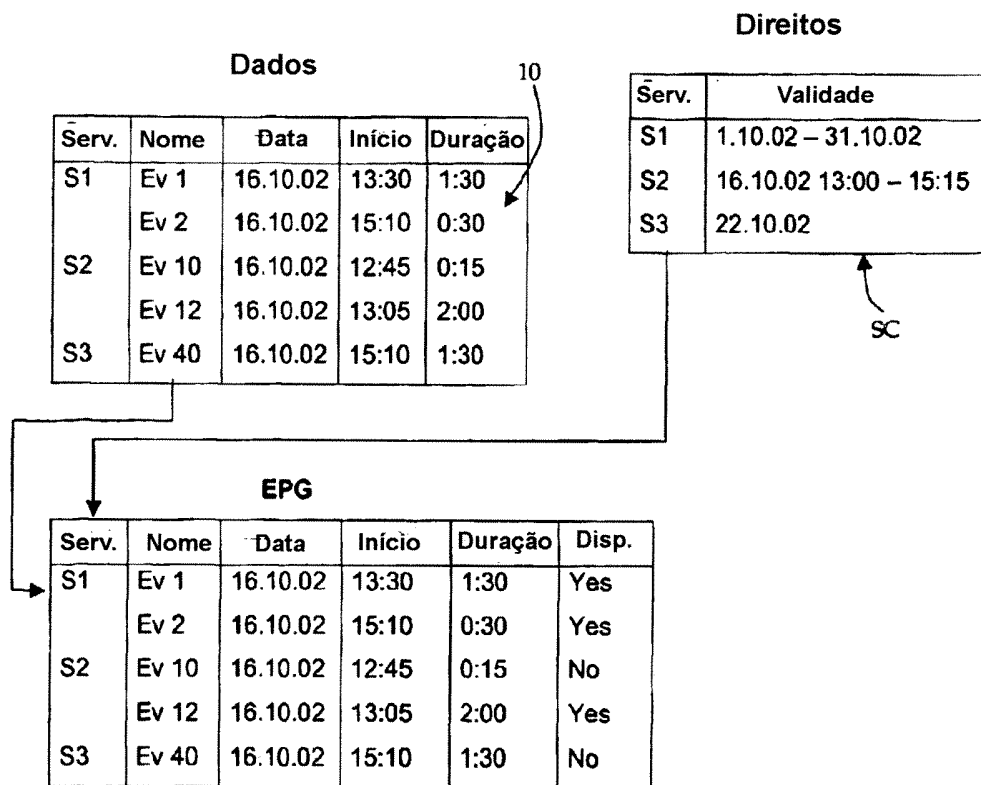 Direitos
Dados
10
Serv. Validade
S1 1.10.02 – 31.10.02
S2 16.10.02 13:00 – 15:15
S3 22.10.02
SC
Serv. Nome Data Início Duração
S1 Ev 1 16.10.02 13:30 1:30
Ev 2 16.10.02 15:10 0:30
S2 Ev 10 16.10.02 12:45 0:15
Ev 12 16.10.02 13:05 2:00
S3 Ev 40 16.10.02 15:10 1:30
EPG
Serv. Nome Data Início Duração Disp.
S1 Ev 1 16.10.02 13:30 1:30 Yes
Ev 2 16.10.02 15:10 0:30 Yes
S2 Ev 10 16.10.02 12:45 0:15 No
Ev 12 16.10.02 13:05 2:00 Yes
S3 Ev 40 16.10.02 15:10 1:30 No